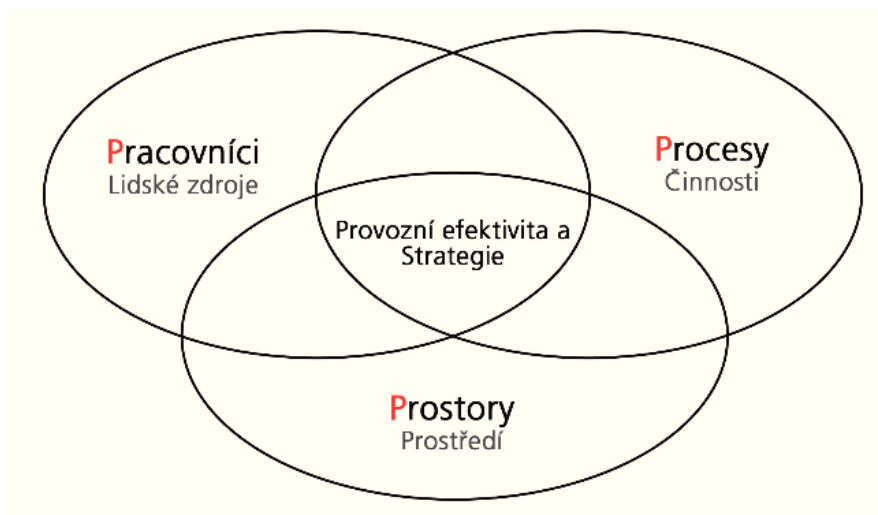 Pracovníci
Lidské zdroje
Procesy
Činnosti
Provozní efektivita a
Strategie
Prostory
Prostředí